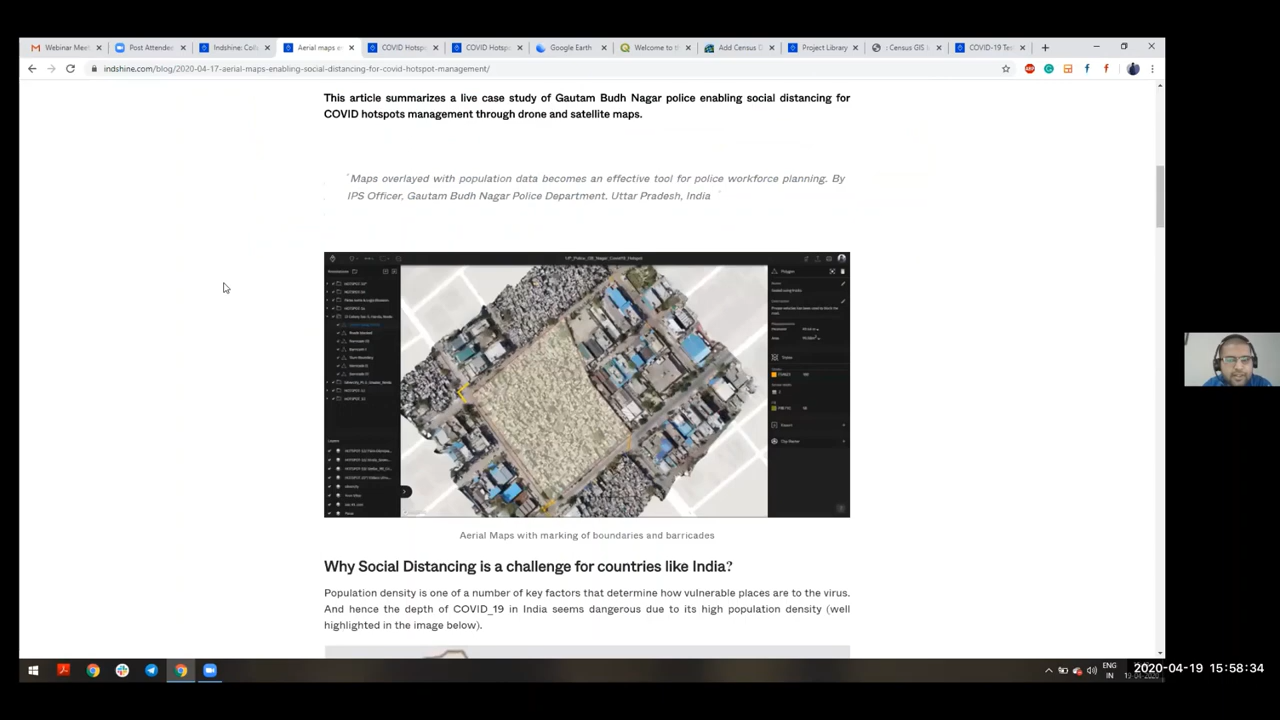 Webinar Meet
Post Attende
Indshine: Coll
Aerial maps e
COVID Hotsp
COVID Hotsp
Google Earth
Welcome to th
Add Census D
Project Library
: Census GIS
COVID-19 Te
indshine.com/blog/2020-04-17-aerial-maps-enabling-social-distancing-for-covid-hotspot-management/
This article summarizes a live case study of Gautam Budh Nagar police enabling social distancing for
COVID hotspots management through drone and satellite maps.
Maps overlayed with population data becomes an effective tool for police workforce planning. By
IPS Officer, Gautam Budh Nagar Police Department. Uttar Pradesh, India
Polygon
Aerial Maps with marking of boundaries and barricades
Why Social Distancing is a challenge for countries like India?
Population density is one of a number of key factors that determine how vulnerable places are to the virus.
And hence the depth of COVID_19 in India seems dangerous due to its high population density (well
highlighted in the image below).
ENG
IN
2020-04-19 15:58:34